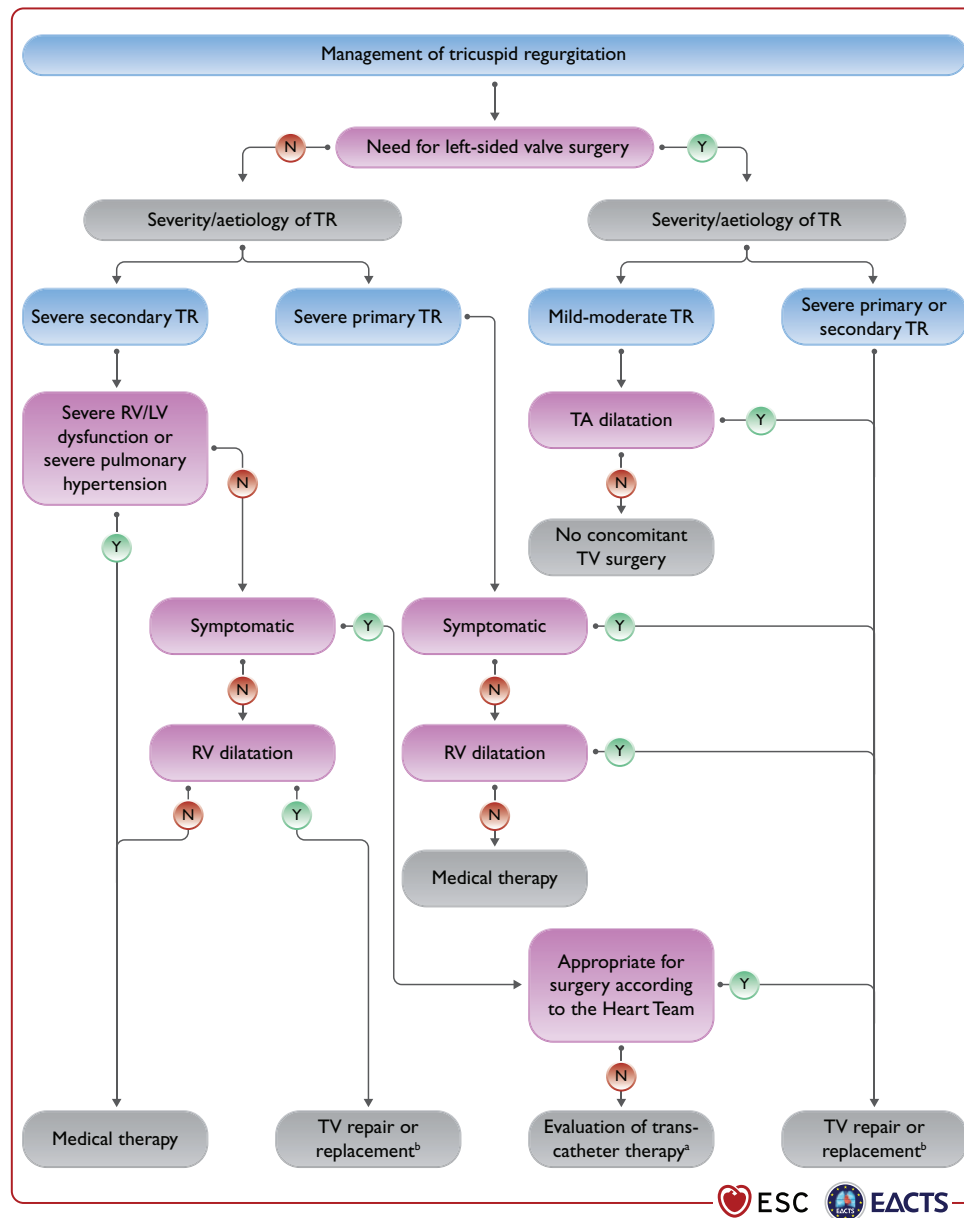 Management of tricuspid regurgitation
N
Need for left-sided valve surgery
Y
Severity/aetiology of TR
Severity/aetiology of TR
Severe secondary TR
Severe primary TR
Mild-moderate TR
Severe primary or
secondary TR
Severe RV/LV
dysfunction or
severe pulmonary
hypertension
TA dilatation
Y
N
N
Y
No concomitant
TV surgery
Symptomatic
Y
Symptomatic
Y
N
N
RV dilatation
RV dilatation
Y
N
Y
N
Medical therapy
Appropriate for
surgery according
to the Heart Team
Y
N
Medical therapy
TV repair or
replacementᵇ
Evaluation of trans-
catheter therapyᵃ
TV repair or
replacementᵇ
ESC
EACTS
EACTS